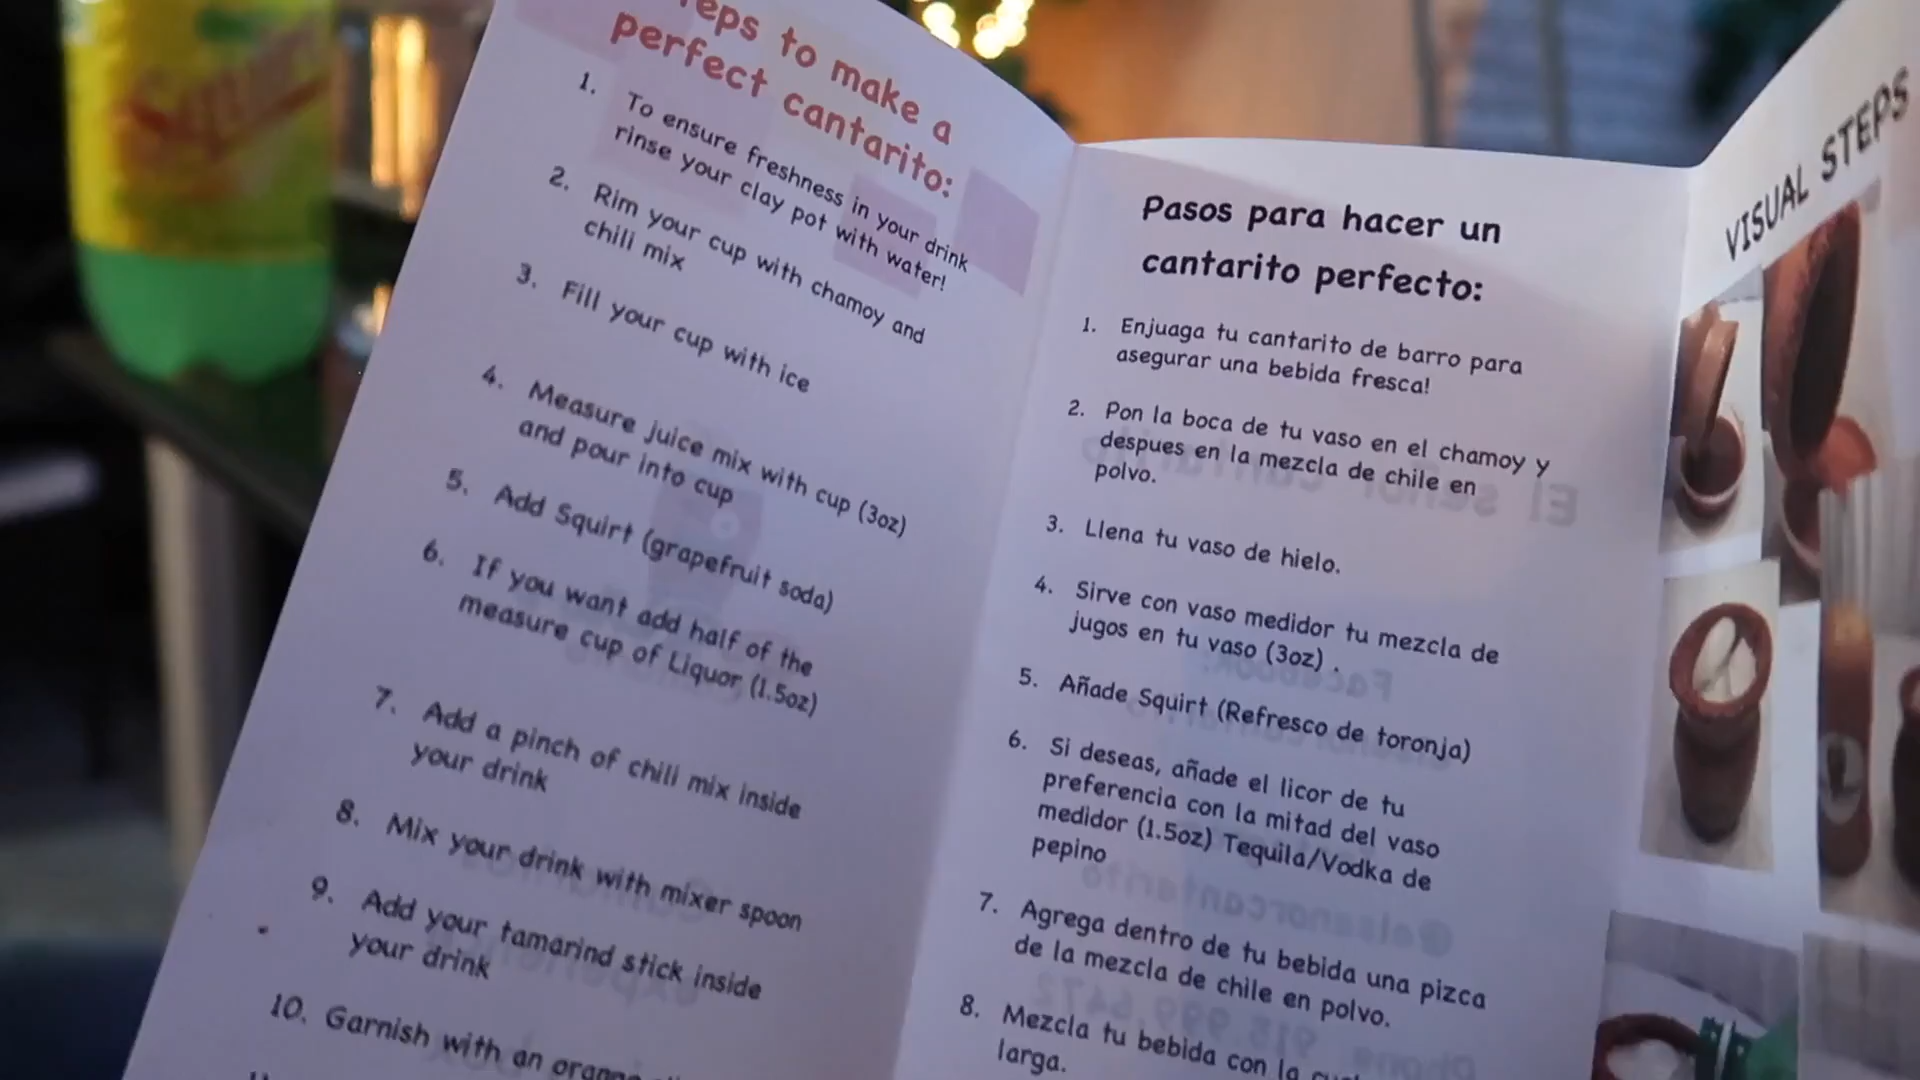 Steps to make a
perfect cantarito:
1. To ensure freshness in your drink
rinse your clay pot with water!
2. Rim your cup with chamoy and
chili mix
3. Fill your cup with ice
4. Measure juice mix with cup (3oz)
and pour into cup
5. Add Squirt (grapefruit soda)
6. If you want add half of the
measure cup of Liquor (1.5oz)
7. Add a pinch of chili mix inside
your drink
8. Mix your drink with mixer spoon
9. Add your tamarind stick inside
your drink
10. Garnish with an orange
Pasos para hacer un
cantarito perfecto:
1. Enjuaga tu cantarito de barro para
asegurar una bebida fresca!
2. Pon la boca de tu vaso en el chamoy y
despues en la mezcla de chile en
polvo.
3. Llena tu vaso de hielo.
4. Sirve con vaso medidor tu mezcla de
jugos en tu vaso (3oz) .
5. Añade Squirt (Refresco de toronja)
6. Si deseas, añade el licor de tu
preferencia con la mitad del vaso
medidor (1.5oz) Tequila/Vodka de
pepino
7. Agrega dentro de tu bebida una pizca
de la mezcla de chile en polvo.
8. Mezcla tu bebida con la
larga.
VISUAL STEPS
Squirt